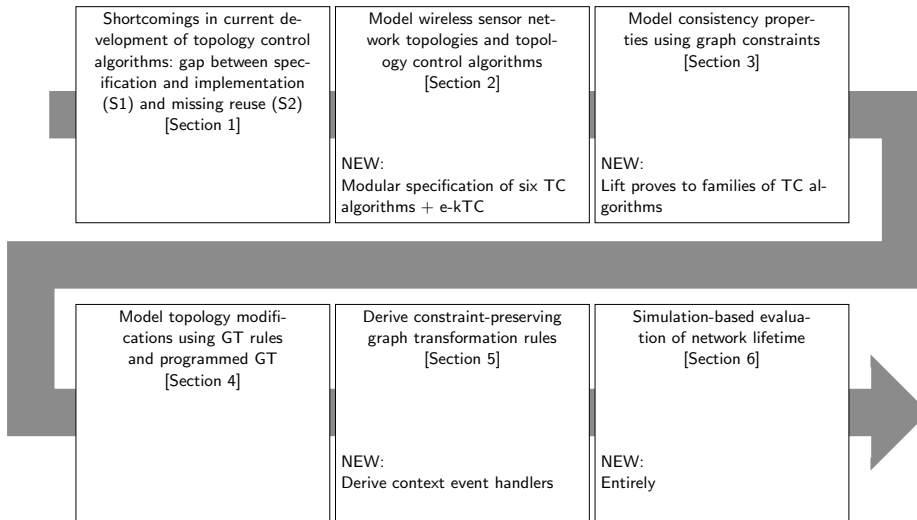 Shortcomings in current de-
velopment of topology control
algorithms: gap between spec-
ification and implementation
(S1) and missing reuse (S2)
[Section 1]
Model wireless sensor net-
work topologies and topol-
ogy control algorithms
[Section 2]
NEW:
Modular specification of six TC
algorithms + e-kTC
Model consistency proper-
ties using graph constraints
[Section 3]
NEW:
Lift proves to families of TC al-
gorithms
Model topology modifi-
cations using GT rules
and programmed GT
[Section 4]
Derive constraint-preserving
graph transformation rules
[Section 5]
NEW:
Derive context event handlers
Simulation-based evalua-
tion of network lifetime
[Section 6]
NEW:
Entirely